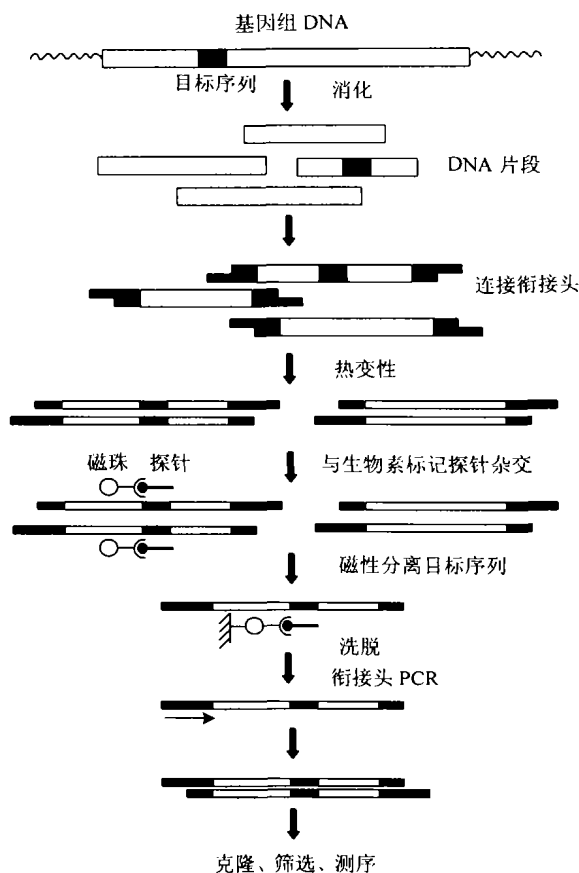 基因组 DNA
目标序列
消化
DNA 片段
连接衔接头
热变性
磁珠 探针
与生物素标记探针杂交
磁性分离目标序列
洗脱
衔接头 PCR
克隆、筛选、测序